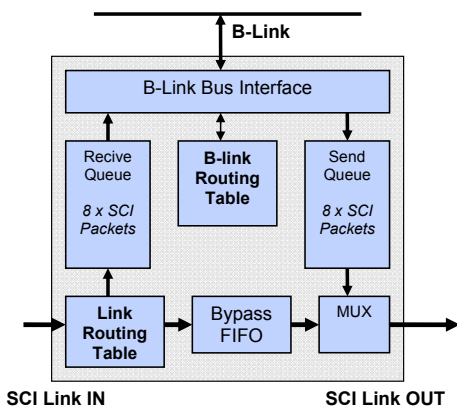 B-Link
B-Link Bus Interface
Recive
Queue
8 x SCI
Packets
B-link
Routing
Table
Send
Queue
8 x SCI
Packets
Link
Routing
Table
Bypass
FIFO
MUX
SCI Link IN
SCI Link OUT